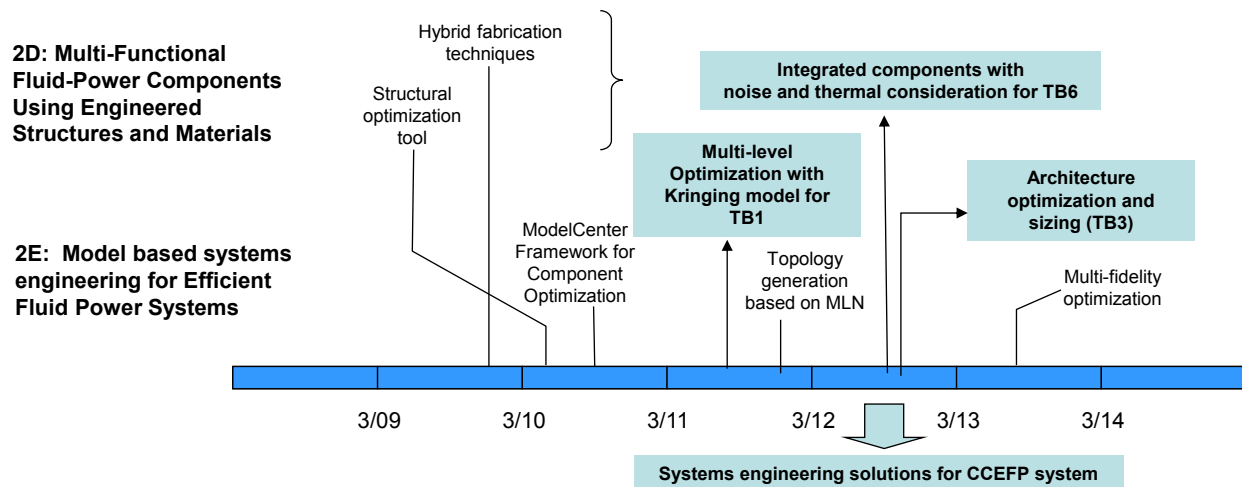 2D: Multi-Functional
Fluid-Power Components
Using Engineered
Structures and Materials
Hybrid fabrication
techniques
Structural
optimization
tool
Integrated components with
noise and thermal consideration for TB6
Multi-level
Optimization with
Kringing model for
TB1
Architecture
optimization and
sizing (TB3)
2E:  Model based systems
engineering for Efficient
Fluid Power Systems
ModelCenter
Framework for
Component
Optimization
Topology
generation
based on MLN
Multi-fidelity
optimization
3/09
3/10
3/11
3/12
3/13
3/14
Systems engineering solutions for CCEFP system